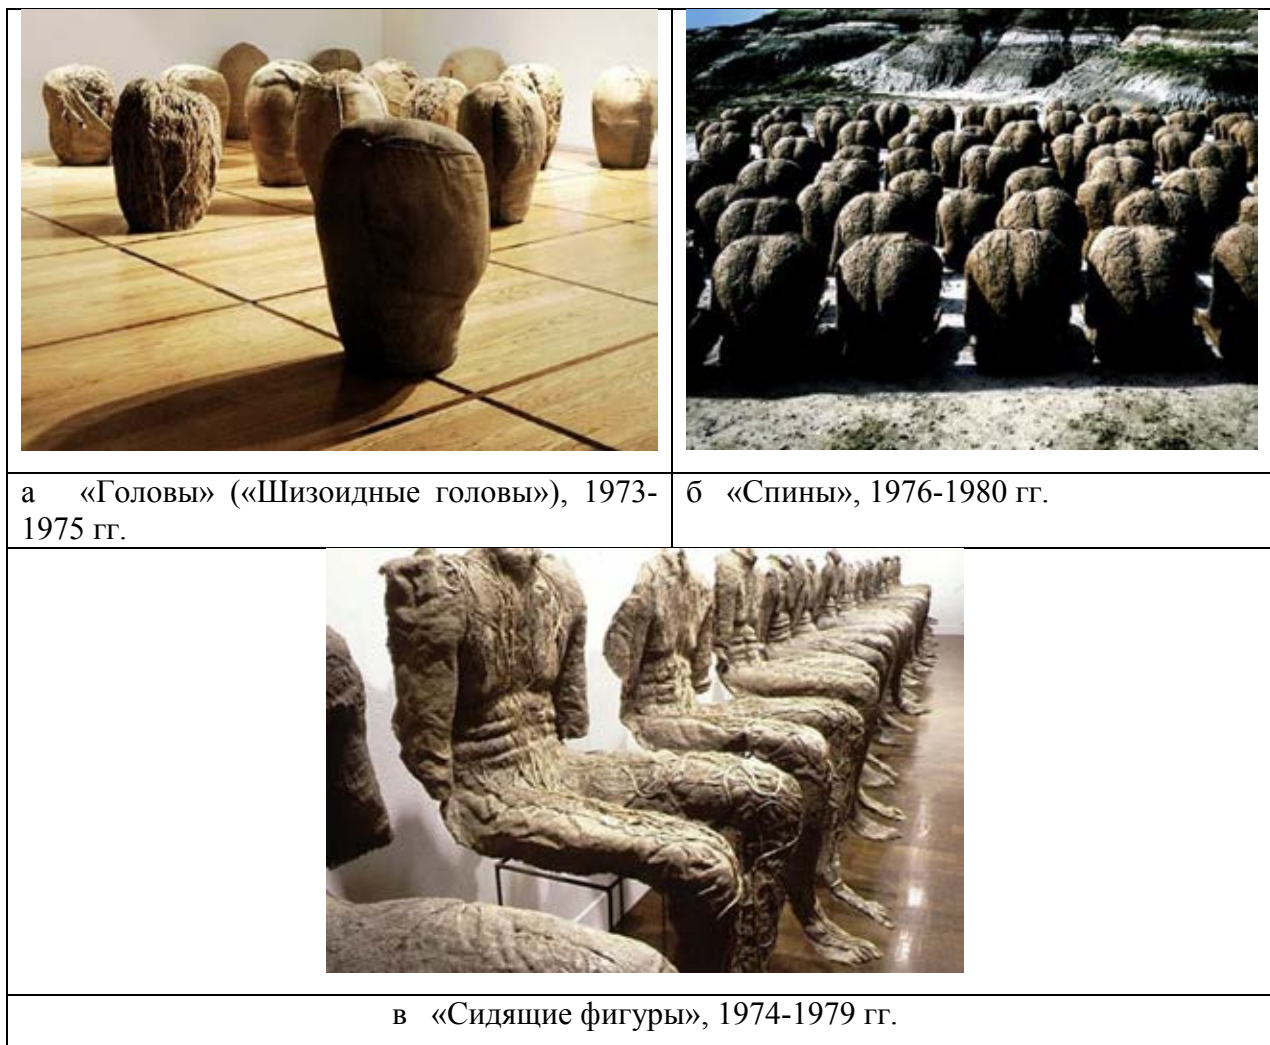 а «Головы» («Шизоидные головы»), 1973-
1975 гг.
б «Спины», 1976-1980 гг.
в «Сидящие фигуры», 1974-1979 гг.